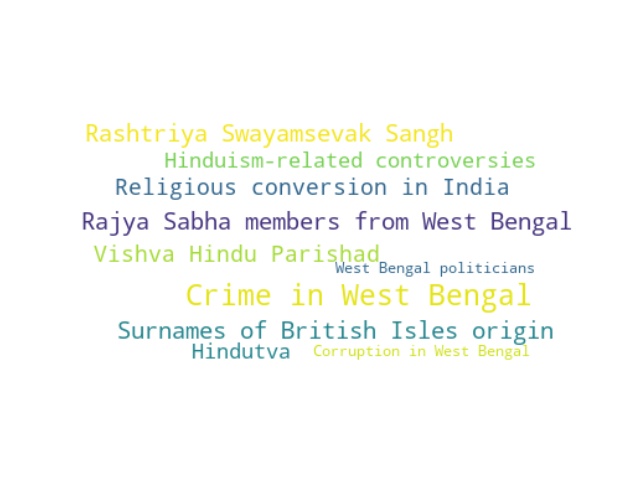 Rashtriya Swayamsevak Sangh
Hinduism-related controversies
Religious conversion in India
Rajya Sabha members from West Bengal
Vishva Hindu Parishad
West Bengal politicians
Crime in West Bengal
Surnames of British Isles origin
Hindutva
Corruption in West Bengal